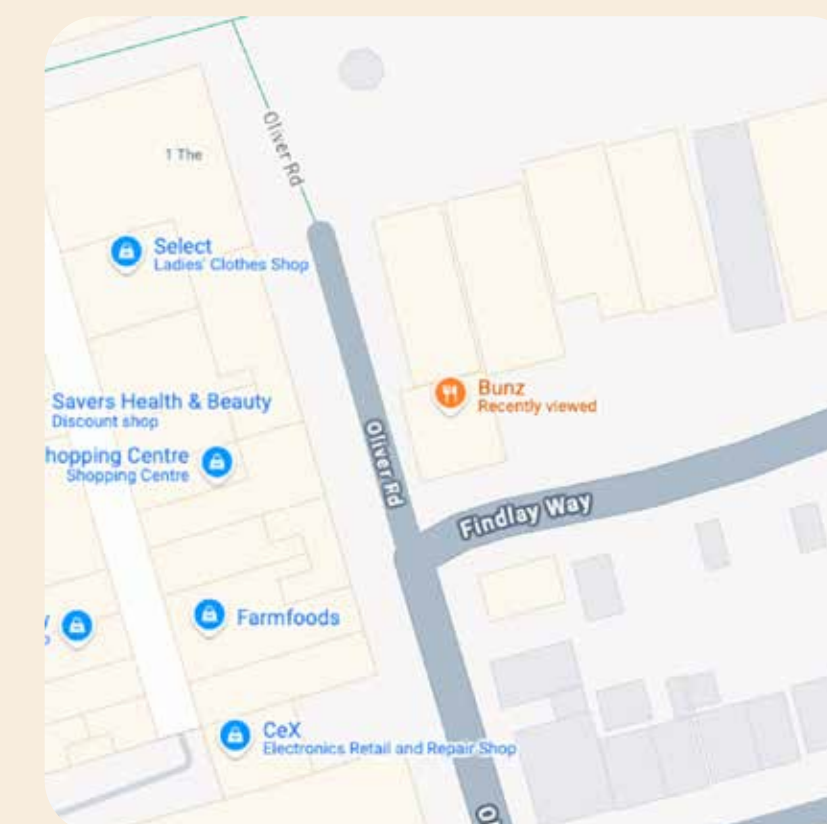 Oliver Rd
1 The
Select
Ladies' Clothes Shop
Bunz
Recently viewed
Savers Health & Beauty
Discount shop
Oliver Rd
hopping Centre
Shopping Centre
Findlay Way
Farmfoods
CeX
Electronics Retail and Repair Shop